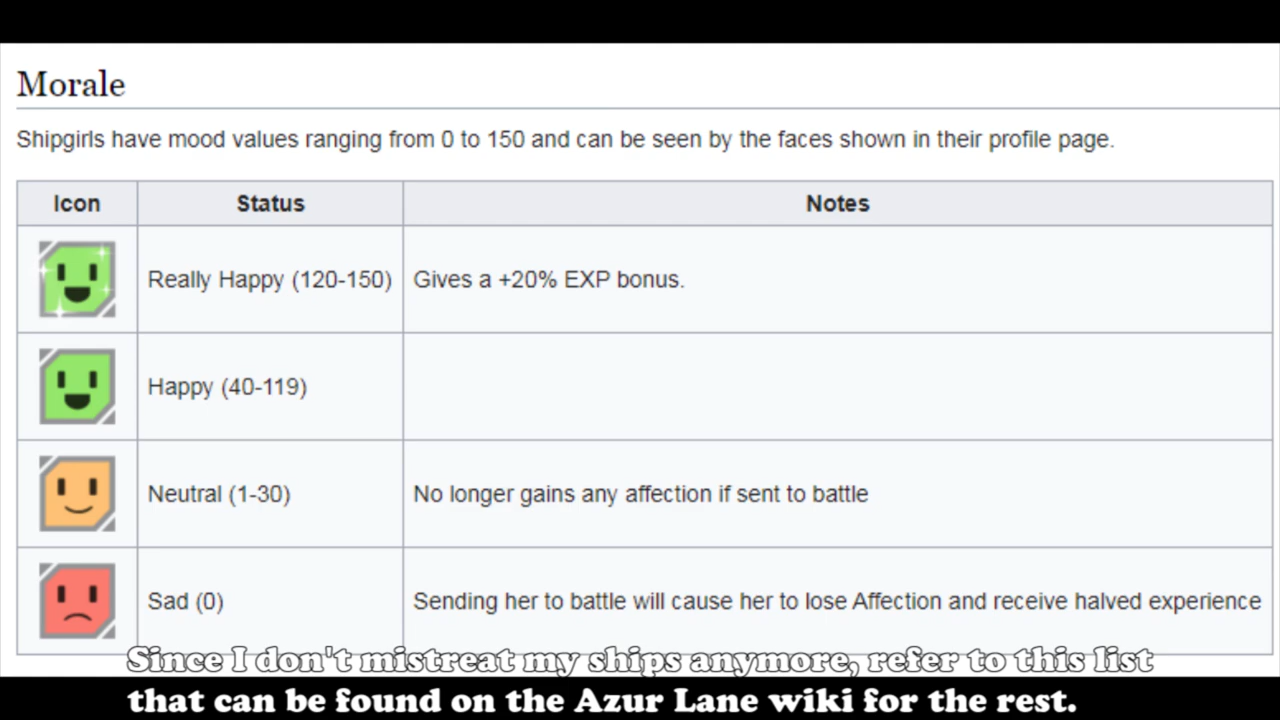 Morale
Shipgirls have mood values ranging from 0 to 150 and can be seen by the faces shown in their profile page.
Icon Status Notes
Really Happy (120-150) Gives a +20% EXP bonus.
Happy (40-119)
Neutral (1-30) No longer gains any affection if sent to battle
Sad (0) Sending her to battle will cause her to lose Affection and receive halved experience
Since I don't mistreat my ships anymore, refer to this list
that can be found on the Azur Lane wiki for the rest.